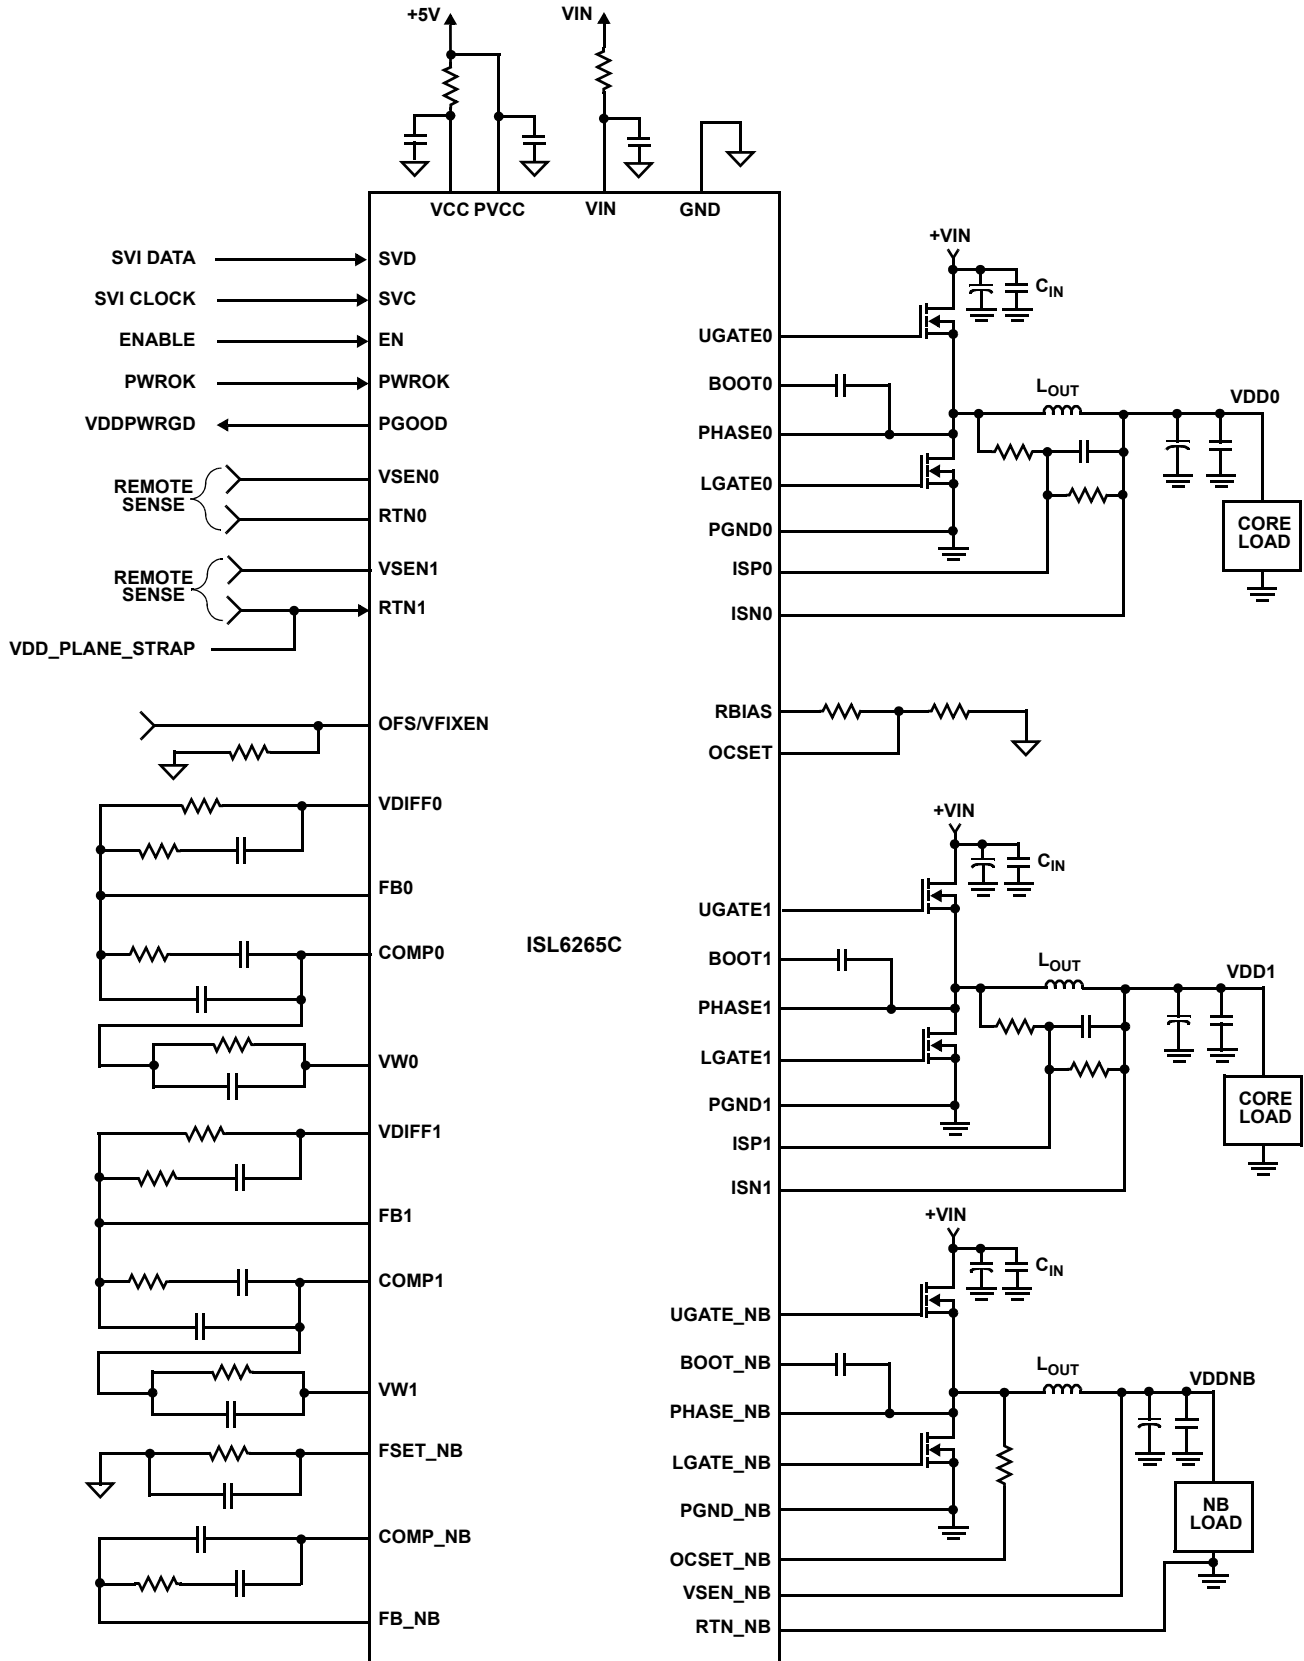 +5V
VIN
VCC PVCC
VIN
GND
SVI DATA
SVD
SVI CLOCK
SVC
ENABLE
EN
PWROK
PWROK
VDDPWRGD
PGOOD
REMOTE
SENSE
VSEN0
RTN0
REMOTE
SENSE
VSEN1
RTN1
VDD_PLANE_STRAP
OFS/VFIXEN
VDIFF0
FB0
COMP0
VW0
VDIFF1
FB1
COMP1
VW1
FSET_NB
COMP_NB
FB_NB
ISL6265C
+VIN
CIN
UGATE0
BOOT0
LOUT
VDD0
PHASE0
LGATE0
PGND0
CORE
LOAD
ISP0
ISN0
RBIAS
OCSET
+VIN
CIN
UGATE1
BOOT1
LOUT
VDD1
PHASE1
LGATE1
PGND1
CORE
LOAD
ISP1
ISN1
+VIN
CIN
UGATE_NB
BOOT_NB
LOUT
VDDNB
PHASE_NB
LGATE_NB
PGND_NB
NB
LOAD
OCSET_NB
VSEN_NB
RTN_NB